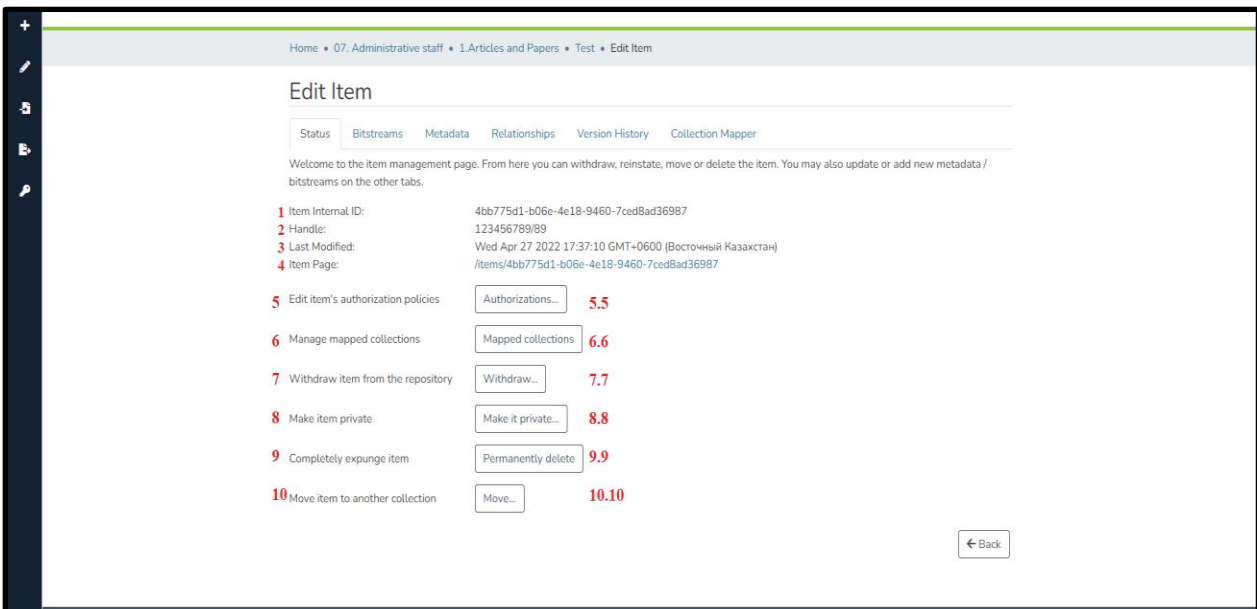 Home • 07. Administrative staff • 1.Articles and Papers • Test • Edit Item
Edit Item
Status Bitstreams Metadata Relationships Version History Collection Mapper
Welcome to the item management page. From here you can withdraw, reinstate, move or delete the item. You may also update or add new metadata /
bitstreams on the other tabs.
1 Item Internal ID: 4bb775d1-b06e-4e18-9460-7ced8ad36987
2 Handle: 123456789/89
3 Last Modified: Wed Apr 27 2022 17:37:10 GMT+0600 (Восточный Казахстан)
4 Item Page: /items/4bb775d1-b06e-4e18-9460-7ced8ad36987
5 Edit item's authorization policies Authorizations... 5.5
6 Manage mapped collections Mapped collections 6.6
7 Withdraw item from the repository Withdraw... 7.7
8 Make item private Make it private... 8.8
9 Completely expunge item Permanently delete 9.9
10 Move item to another collection Move... 10.10
Back